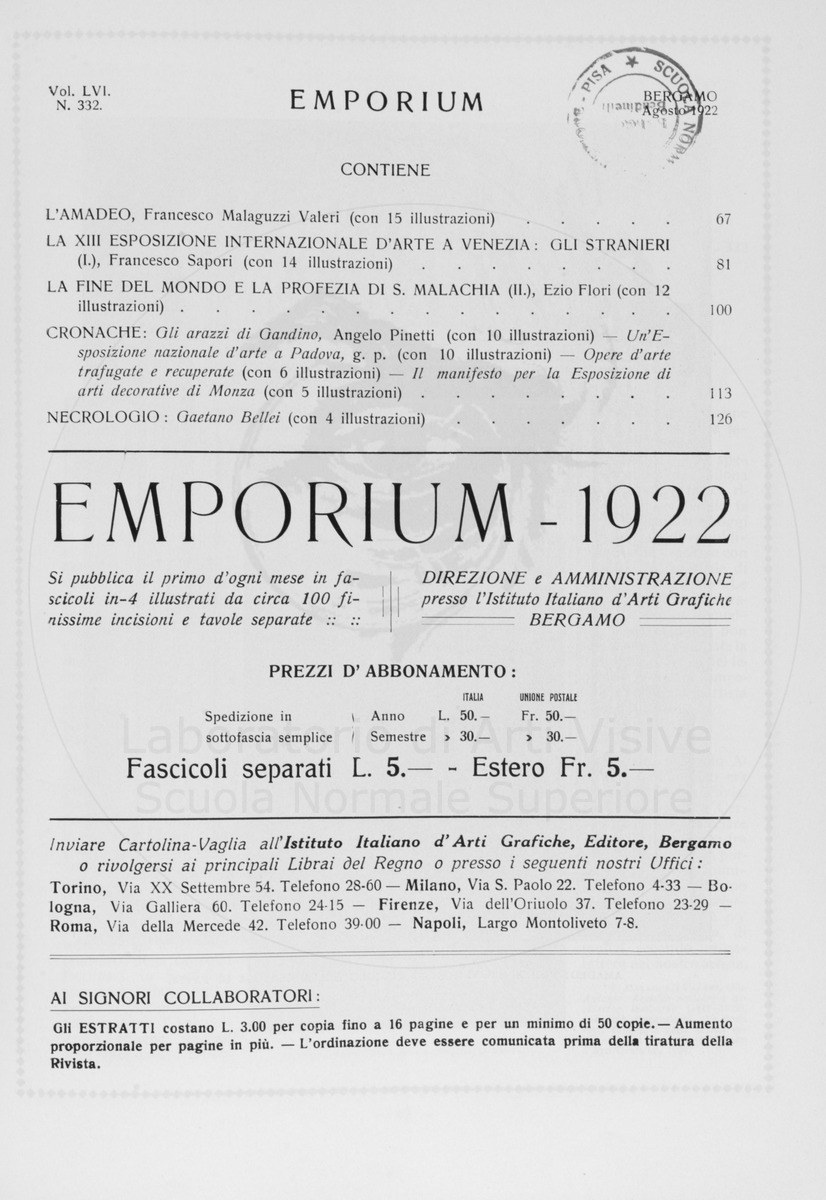 Vol. LVI.
N. 332.
EMPORIUM
BERGAMO
Agosto 1922
PISA ★ SCUOLA NORM
CONTIENE
L'AMADEO, Francesco Malaguzzi Valeri (con 15 illustrazioni) . . . . . 67
LA XIII ESPOSIZIONE INTERNAZIONALE D'ARTE A VENEZIA: GLI STRANIERI
(I.), Francesco Sapori (con 14 illustrazioni) . . . . . . . . 81
LA FINE DEL MONDO E LA PROFEZIA DI S. MALACHIA (II.), Ezio Flori (con 12
illustrazioni) . . . . . . . . . . . . . . . . 100
CRONACHE: Gli arazzi di Gandino, Angelo Pinetti (con 10 illustrazioni) — Un'E-
sposizione nazionale d'arte a Padova, g. p. (con 10 illustrazioni) — Opere d'arte
trafugate e recuperate (con 6 illustrazioni) — Il manifesto per la Esposizione di
arti decorative di Monza (con 5 illustrazioni) . . . . . . . . 113
NECROLOGIO: Gaetano Bellei (con 4 illustrazioni) . . . . . . . 126
EMPORIUM - 1922
Si pubblica il primo d'ogni mese in fa-
scicoli in-4 illustrati da circa 100 fi-
nissime incisioni e tavole separate :: ::
DIREZIONE e AMMINISTRAZIONE
presso l'Istituto Italiano d'Arti Grafiche
BERGAMO
PREZZI D' ABBONAMENTO :
ITALIA UNIONE POSTALE
Spedizione in Anno L. 50.— Fr. 50.—
sottofascia semplice Semestre » 30.— » 30.—
Laboratorio di Arti Visive
Fascicoli separati L. 5.— - Estero Fr. 5.—
Scuola Normale Superiore
Inviare Cartolina-Vaglia all'Istituto Italiano d'Arti Grafiche, Editore, Bergamo
o rivolgersi ai principali Librai del Regno o presso i seguenti nostri Uffici :
Torino, Via XX Settembre 54. Telefono 28-60 — Milano, Via S. Paolo 22. Telefono 4-33 — Bo-
logna, Via Galliera 60. Telefono 24-15 — Firenze, Via dell'Oriuolo 37. Telefono 23-29 —
Roma, Via della Mercede 42. Telefono 39-00 — Napoli, Largo Montoliveto 7-8.
AI SIGNORI COLLABORATORI :
Gli ESTRATTI costano L. 3.00 per copia fino a 16 pagine e per un minimo di 50 copie. — Aumento
proporzionale per pagine in più. — L'ordinazione deve essere comunicata prima della tiratura della
Rivista.